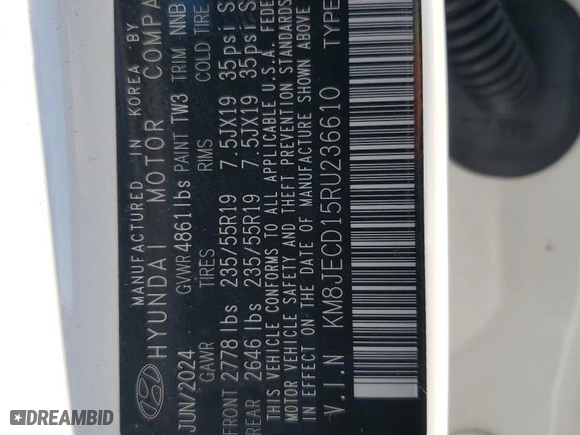 MANUFACTURED IN KOREA BY
HYUNDAI MOTOR COMPA
JUN/2024 GVWR 4861 lbs PAINT TW3 TRIM NNB
GAWR TIRES RIMS COLD TIRE
FRONT 2778 lbs 235/55R19 7.5JX19 35psi
REAR 2646 lbs 235/55R19 7.5JX19 35psi
THIS VEHICLE CONFORMS TO ALL APPLICABLE U.S.A. FEDE
MOTOR VEHICLE SAFETY AND THEFT PREVENTION STANDARDS
IN EFFECT ON THE DATE OF MANUFACTURE SHOWN ABOVE
V.I.N KM8JECD15RU236610 TYPE
DREAMBID